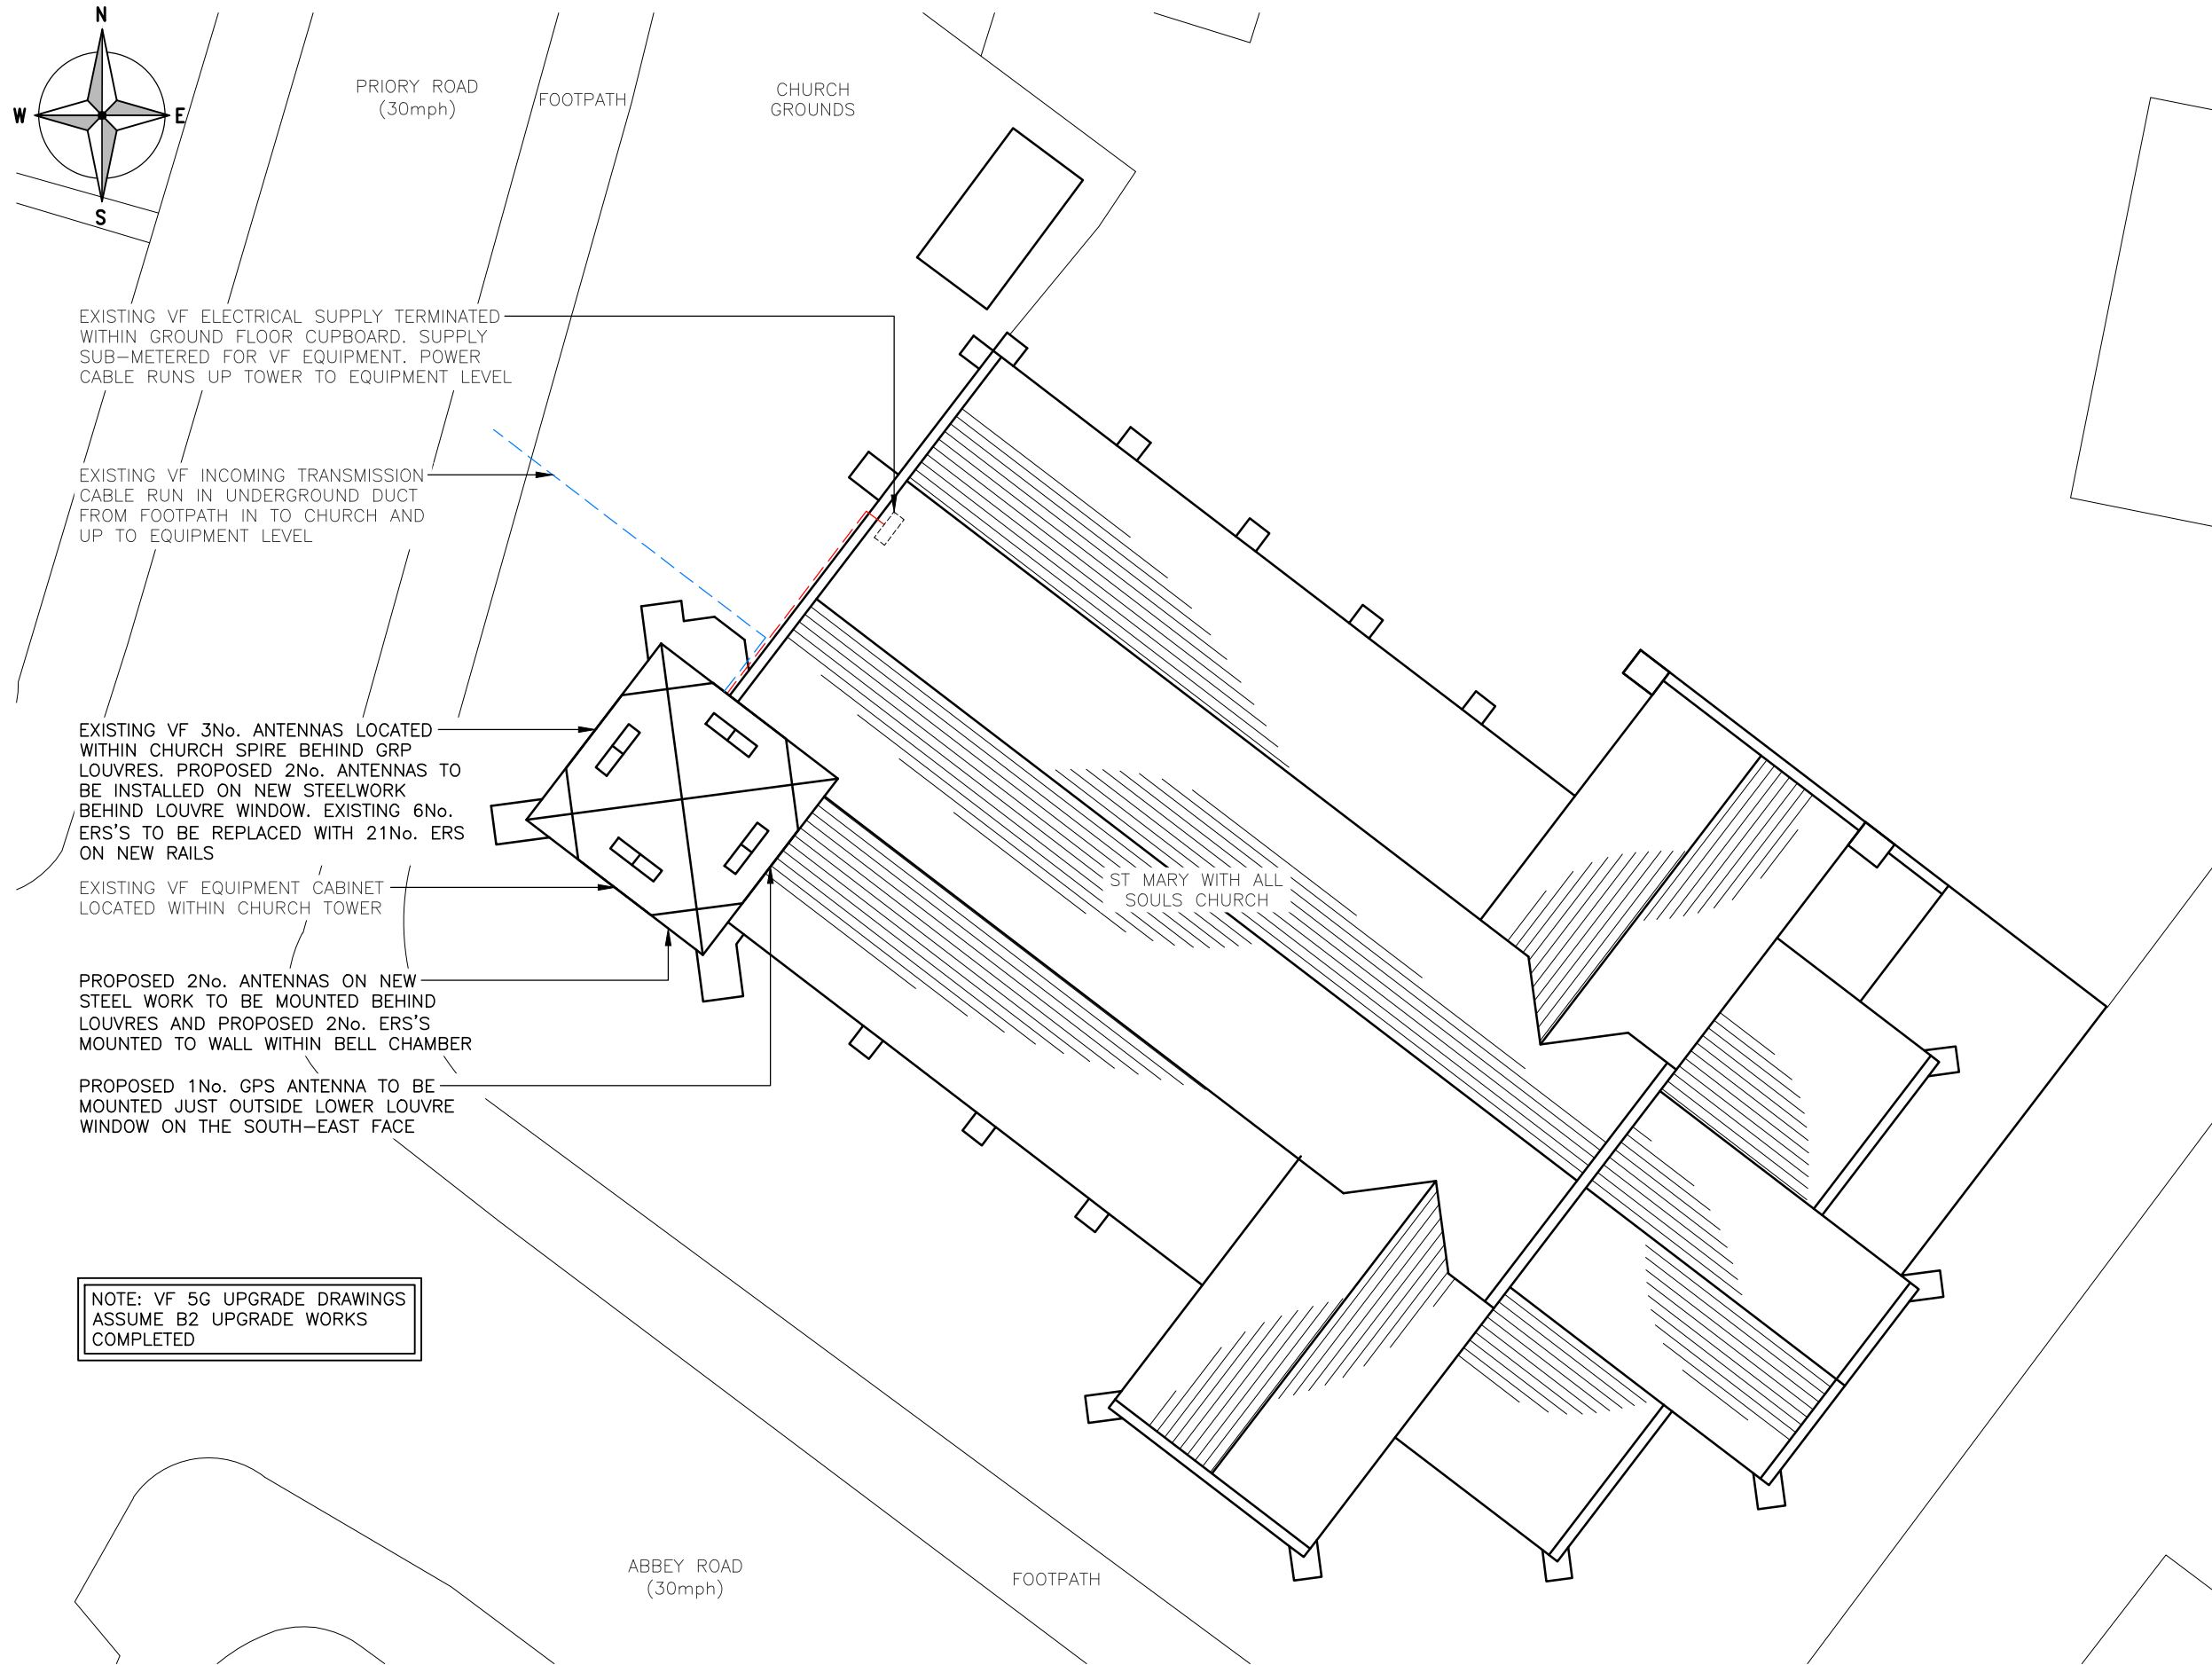 N
W
E
S
PRIORY ROAD
(30mph)
FOOTPATH
CHURCH
GROUNDS
EXISTING VF ELECTRICAL SUPPLY TERMINATED
WITHIN GROUND FLOOR CUPBOARD. SUPPLY
SUB-METERED FOR VF EQUIPMENT. POWER
CABLE RUNS UP TOWER TO EQUIPMENT LEVEL
EXISTING VF INCOMING TRANSMISSION
CABLE RUN IN UNDERGROUND DUCT
FROM FOOTPATH IN TO CHURCH AND
UP TO EQUIPMENT LEVEL
EXISTING VF 3No. ANTENNAS LOCATED
WITHIN CHURCH SPIRE BEHIND GRP
LOUVRES. PROPOSED 2No. ANTENNAS TO
BE INSTALLED ON NEW STEELWORK
BEHIND LOUVRE WINDOW. EXISTING 6No.
ERS'S TO BE REPLACED WITH 21No. ERS
ON NEW RAILS
EXISTING VF EQUIPMENT CABINET
LOCATED WITHIN CHURCH TOWER
ST MARY WITH ALL
SOULS CHURCH
PROPOSED 2No. ANTENNAS ON NEW
STEEL WORK TO BE MOUNTED BEHIND
LOUVRES AND PROPOSED 2No. ERS'S
MOUNTED TO WALL WITHIN BELL CHAMBER
PROPOSED 1No. GPS ANTENNA TO BE
MOUNTED JUST OUTSIDE LOWER LOUVRE
WINDOW ON THE SOUTH-EAST FACE
NOTE: VF 5G UPGRADE DRAWINGS
ASSUME B2 UPGRADE WORKS
COMPLETED
ABBEY ROAD
(30mph)
FOOTPATH